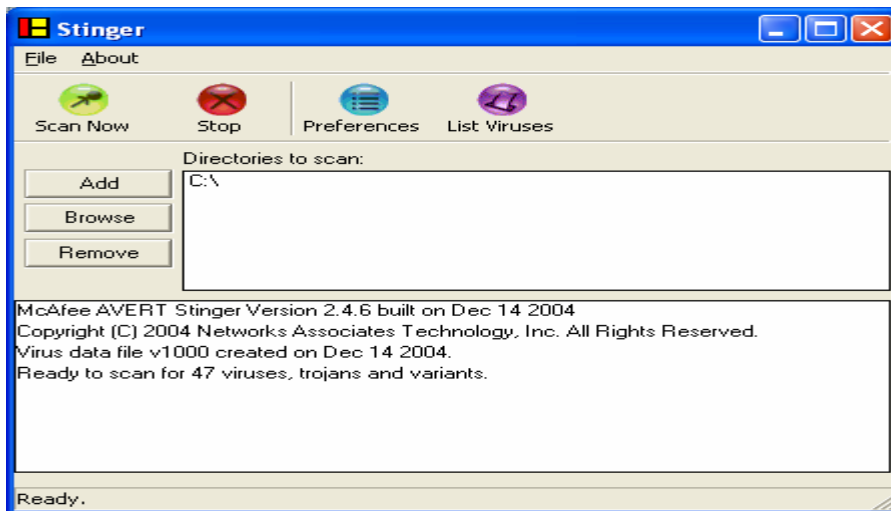 Stinger
File About
Scan Now Stop Preferences List Viruses
Directories to scan:
Add
Browse
Remove
C:\
McAfee AVERT Stinger Version 2.4.6 built on Dec 14 2004
Copyright (C) 2004 Networks Associates Technology, Inc. All Rights Reserved.
Virus data file v1000 created on Dec 14 2004.
Ready to scan for 47 viruses, trojans and variants.
Ready.